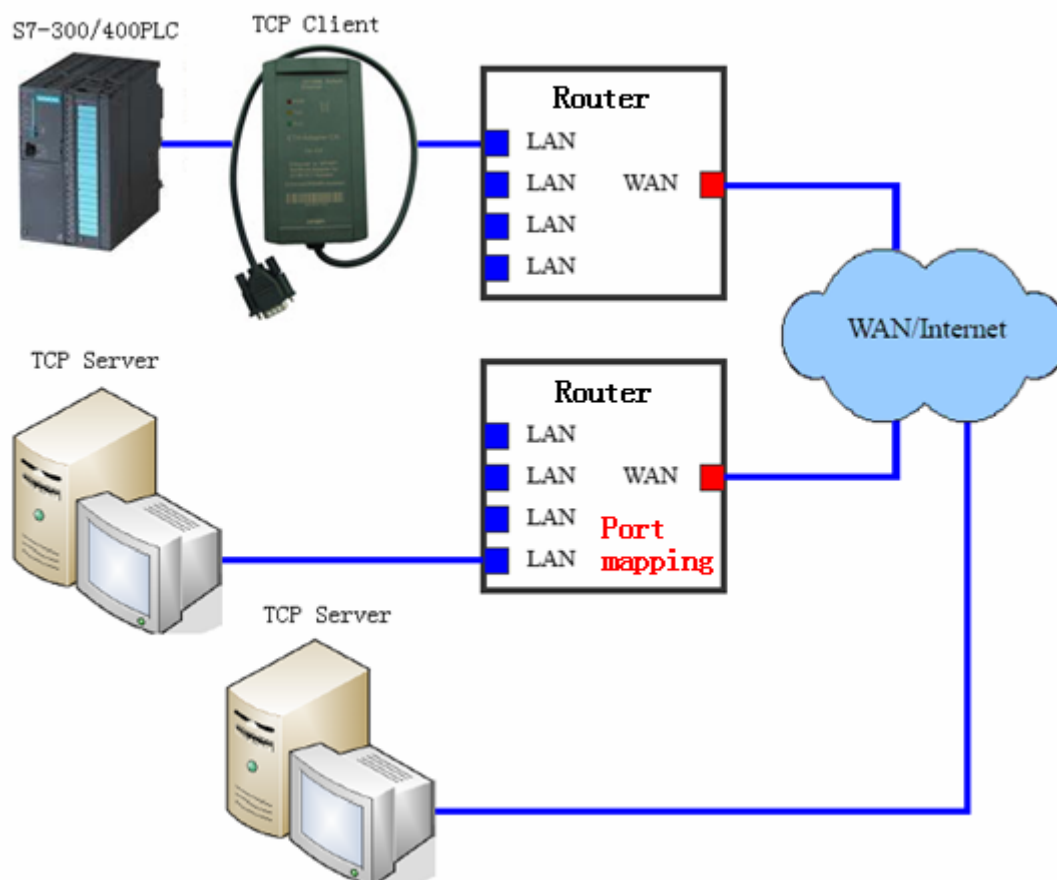 S7-300/400PLC
TCP Client
Router
LAN
LAN
WAN
LAN
LAN
WAN/Internet
TCP Server
Router
LAN
LAN
WAN
LAN
Port
mapping
LAN
TCP Server